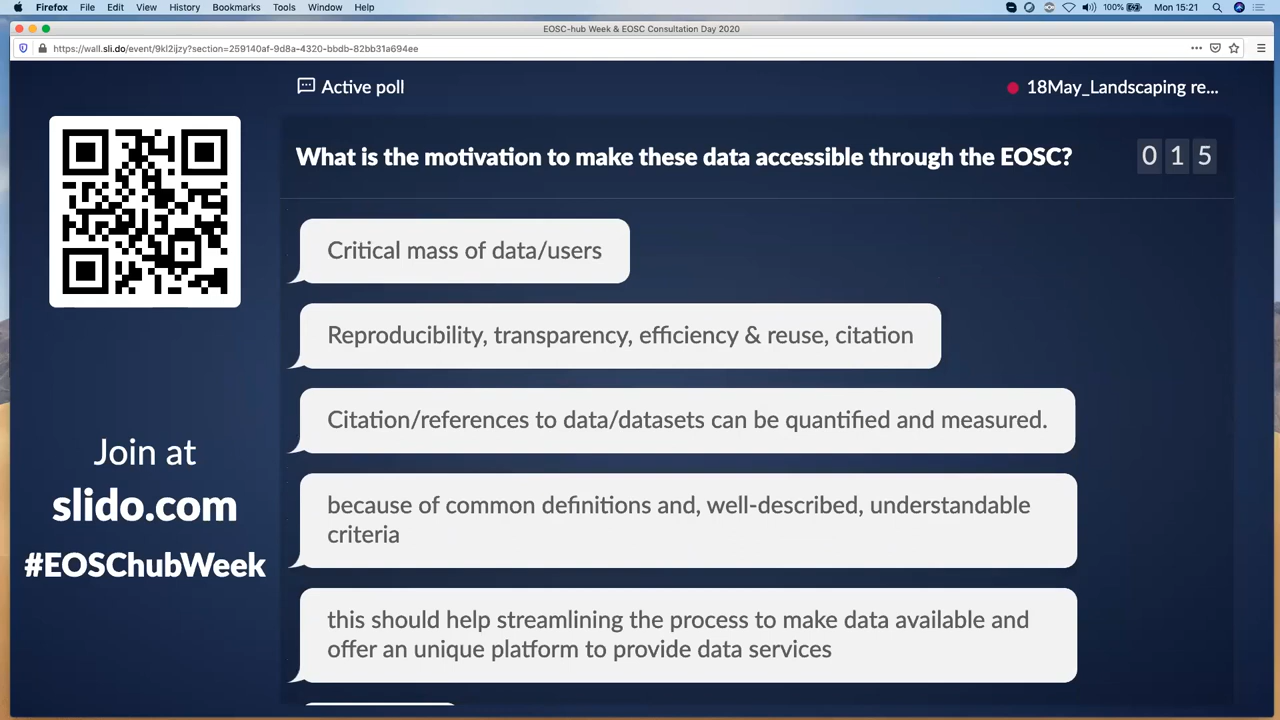 Firefox File Edit View History Bookmarks Tools Window Help 100% Mon 15:21
EOSC-hub Week & EOSC Consultation Day 2020
https://wall.sli.do/event/9kl2ijzy?section=259140af-9d8a-4320-bbdb-82bb31a694ee
Active poll
18May_Landscaping re...
What is the motivation to make these data accessible through the EOSC?
0 1 5
Critical mass of data/users
Reproducibility, transparency, efficiency & reuse, citation
Citation/references to data/datasets can be quantified and measured.
because of common definitions and, well-described, understandable
criteria
this should help streamlining the process to make data available and
offer an unique platform to provide data services
Join at
slido.com
#EOSChubWeek